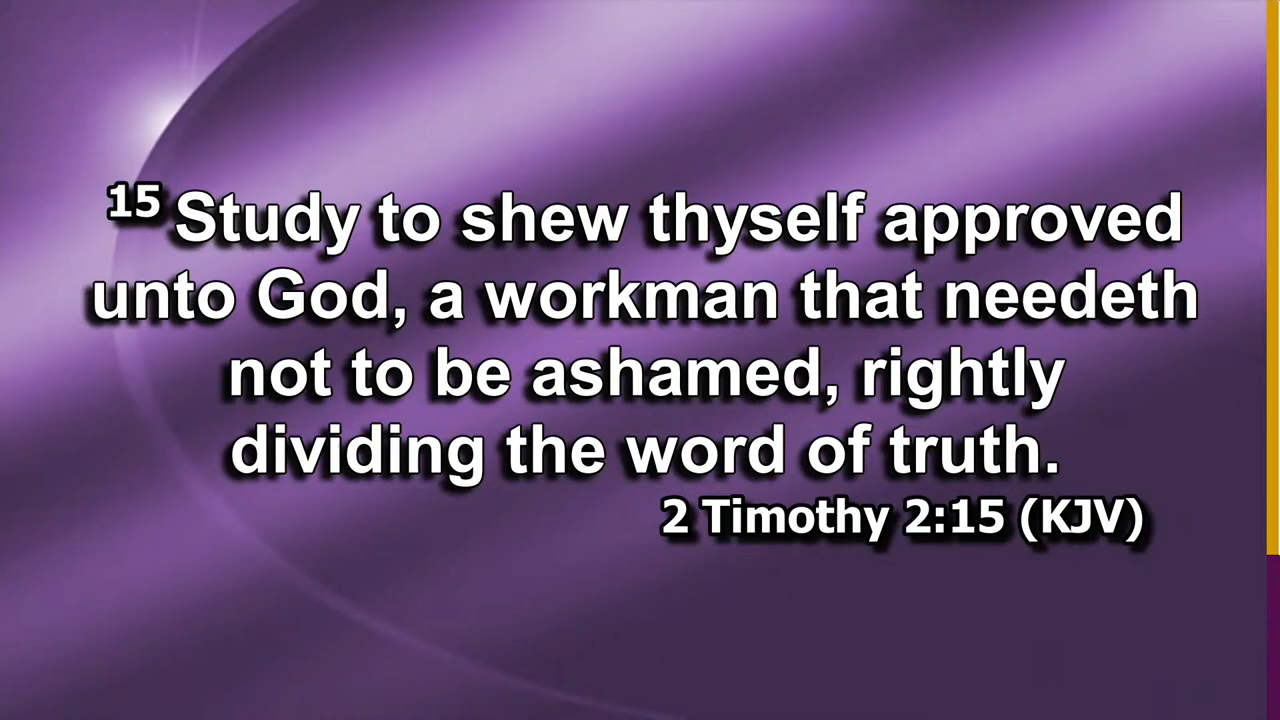 15 Study to shew thyself approved
unto God, a workman that needeth
not to be ashamed, rightly
dividing the word of truth.
2 Timothy 2:15 (KJV)